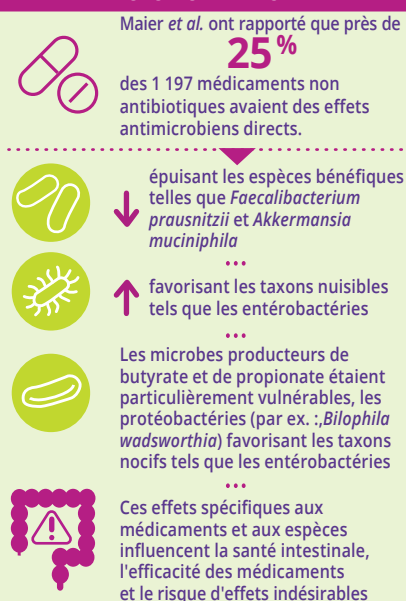 Maier et al. ont rapporté que près de
25 %
des 1 197 médicaments non
antibiotiques avaient des effets
antimicrobiens directs.
épuisant les espèces bénéfiques
telles que Faecalibacterium
prausnitzii et Akkermansia
muciniphila
...
favorisant les taxons nuisibles
tels que les entérobactéries
...
Les microbes producteurs de
butyrate et de propionate étaient
particulièrement vulnérables, les
protéobactéries (par ex. :,Bilophila
wadsworthia) favorisant les taxons
nocifs tels que les entérobactéries
...
Ces effets spécifiques aux
médicaments et aux espèces
influencent la santé intestinale,
l'efficacité des médicaments
et le risque d'effets indésirables